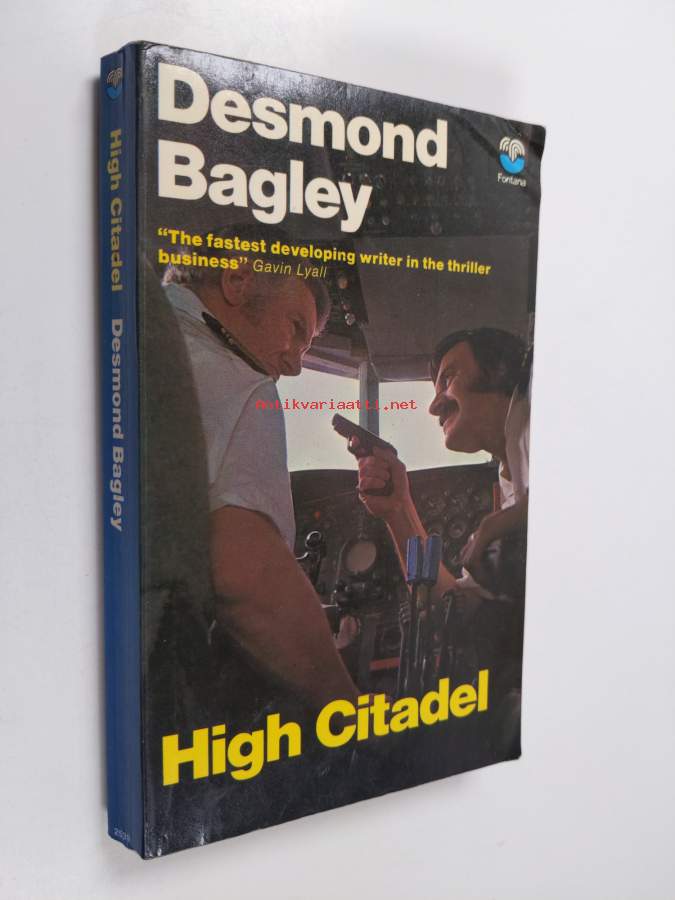 Desmond
Bagley
Fontana
"The fastest developing writer in the thriller
business" Gavin Lyall
Antikvariaatti.net
High Citadel
High Citadel Desmond Bagley